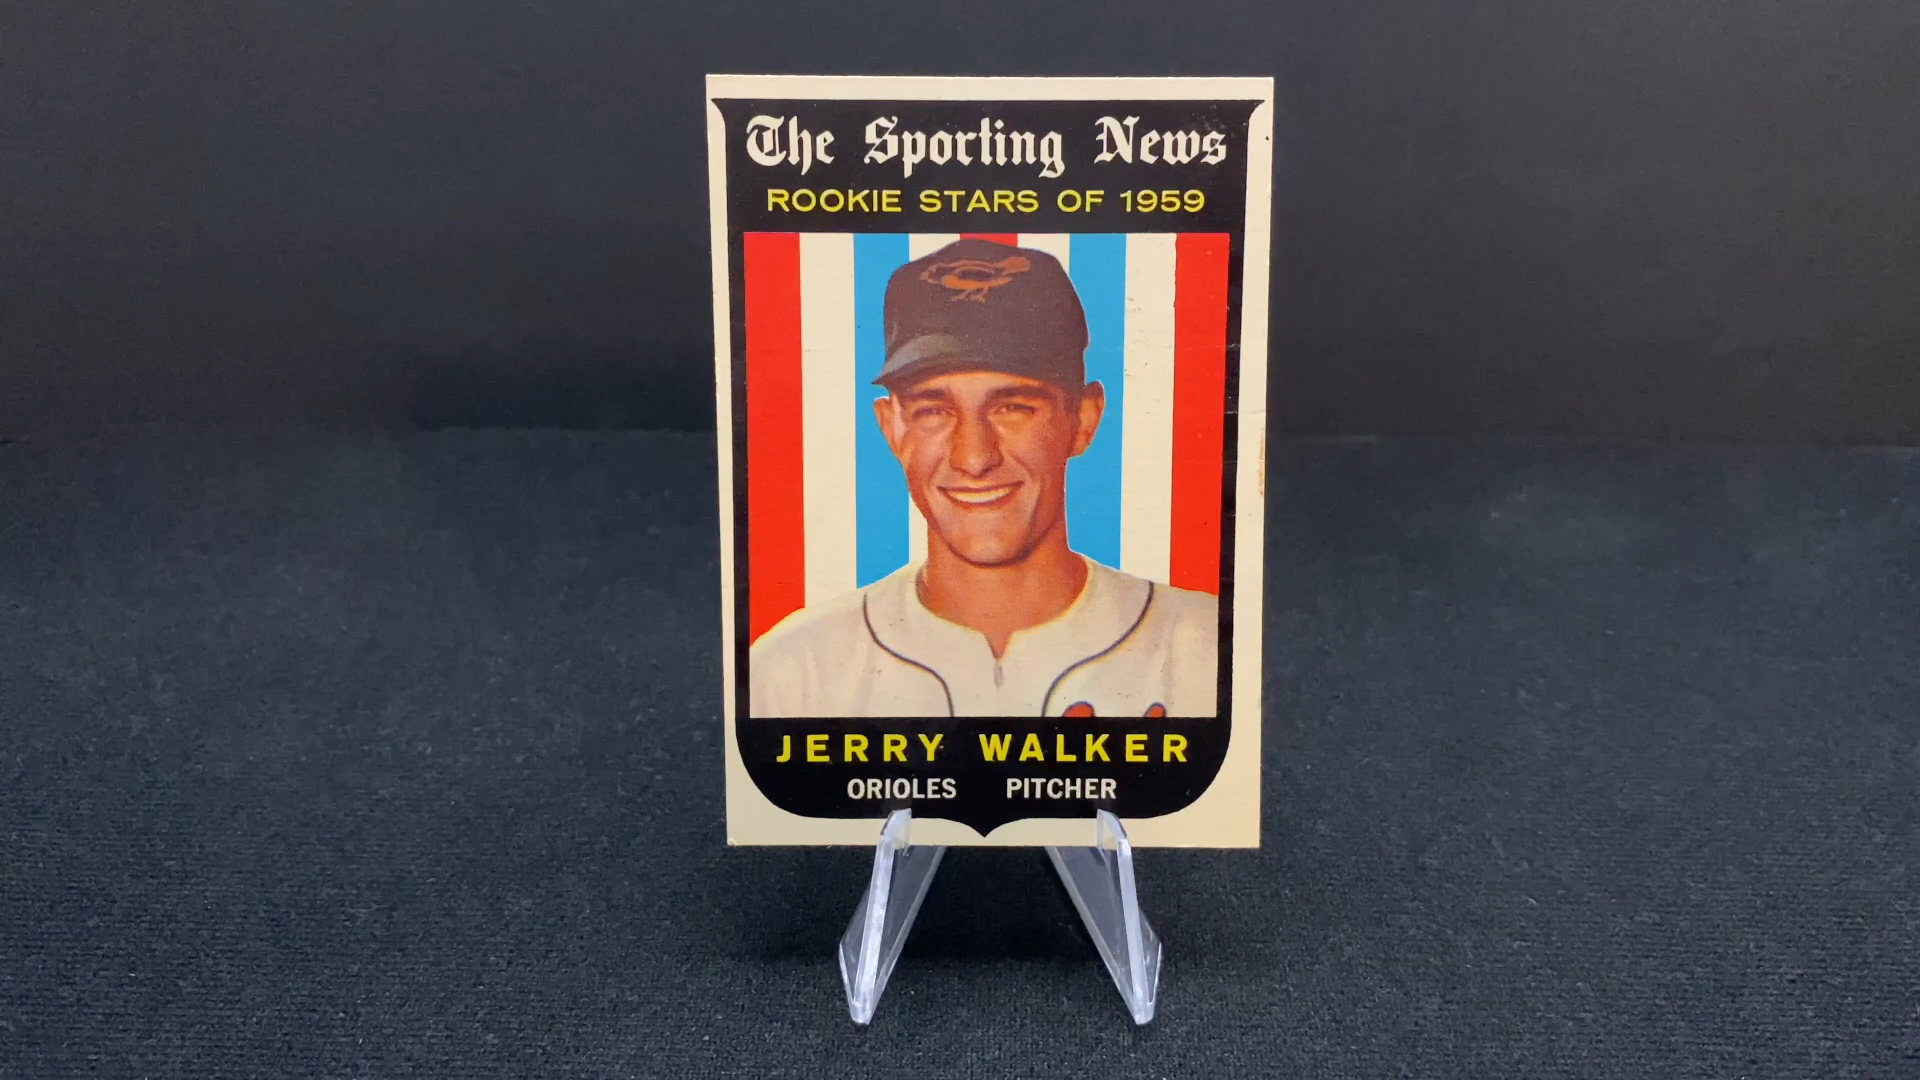 The Sporting News
ROOKIE STARS OF 1959
JERRY WALKER
ORIOLES PITCHER